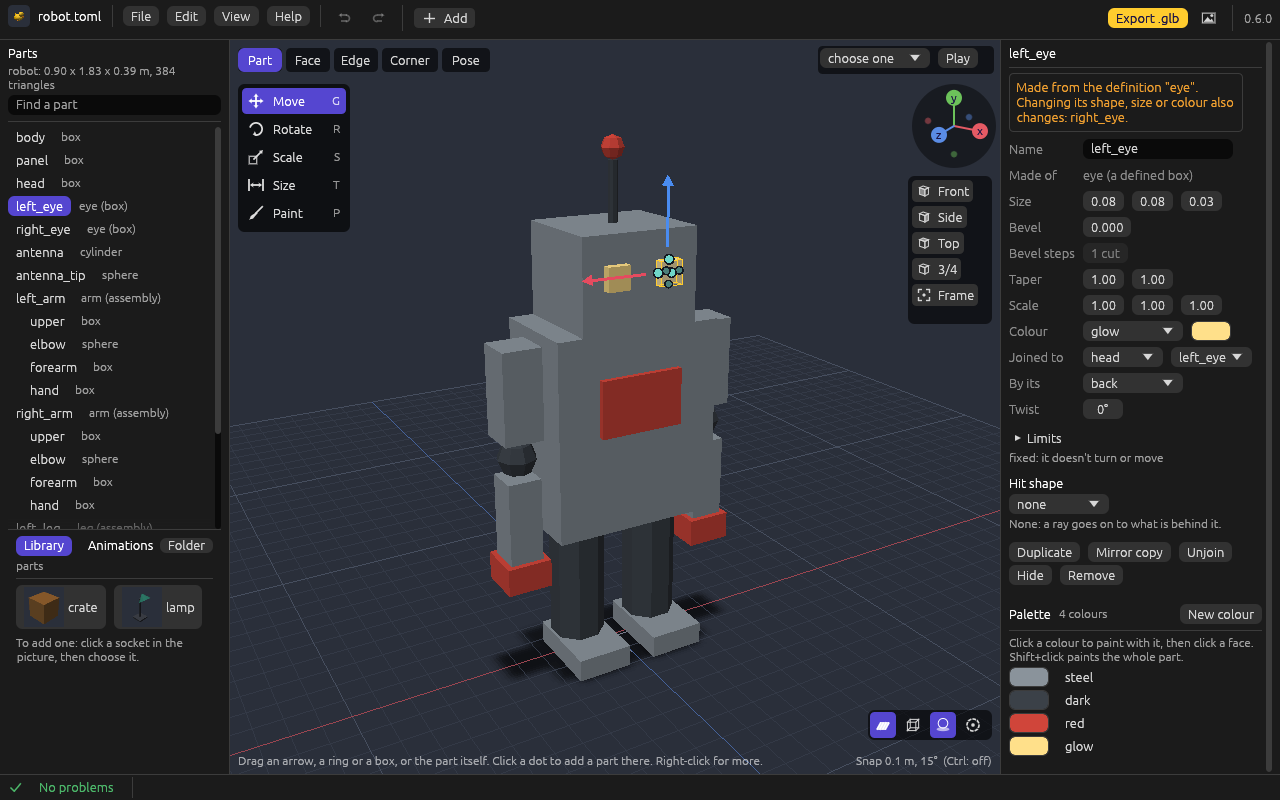 robot.toml
File
Edit
View
Help
Add
Export .glb
0.6.0
Parts
robot: 0.90 x 1.83 x 0.39 m, 384
triangles
Find a part
body box
panel box
head box
left_eye eye (box)
right_eye eye (box)
antenna cylinder
antenna_tip sphere
left_arm arm (assembly)
upper box
elbow sphere
forearm box
hand box
right_arm arm (assembly)
upper box
elbow sphere
forearm box
hand box
left_leg leg (assembly)
Library
Animations
Folder
parts
crate
lamp
To add one: click a socket in the
picture, then choose it.
Part
Face
Edge
Corner
Pose
Move G
Rotate R
Scale S
Size T
Paint P
choose one
Play
y
x
z
Front
Side
Top
3/4
Frame
Drag an arrow, a ring or a box, or the part itself. Click a dot to add a part there. Right-click for more.
Snap 0.1 m, 15° (Ctrl: off)
left_eye
Made from the definition "eye".
Changing its shape, size or colour also
changes: right_eye.
Name left_eye
Made of eye (a defined box)
Size 0.08 0.08 0.03
Bevel 0.000
Bevel steps 1 cut
Taper 1.00 1.00
Scale 1.00 1.00 1.00
Colour glow
Joined to head left_eye
By its back
Twist 0°
Limits
fixed: it doesn't turn or move
Hit shape
none
None: a ray goes on to what is behind it.
Duplicate
Mirror copy
Unjoin
Hide
Remove
Palette 4 colours New colour
Click a colour to paint with it, then click a face.
Shift+click paints the whole part.
steel
dark
red
glow
No problems